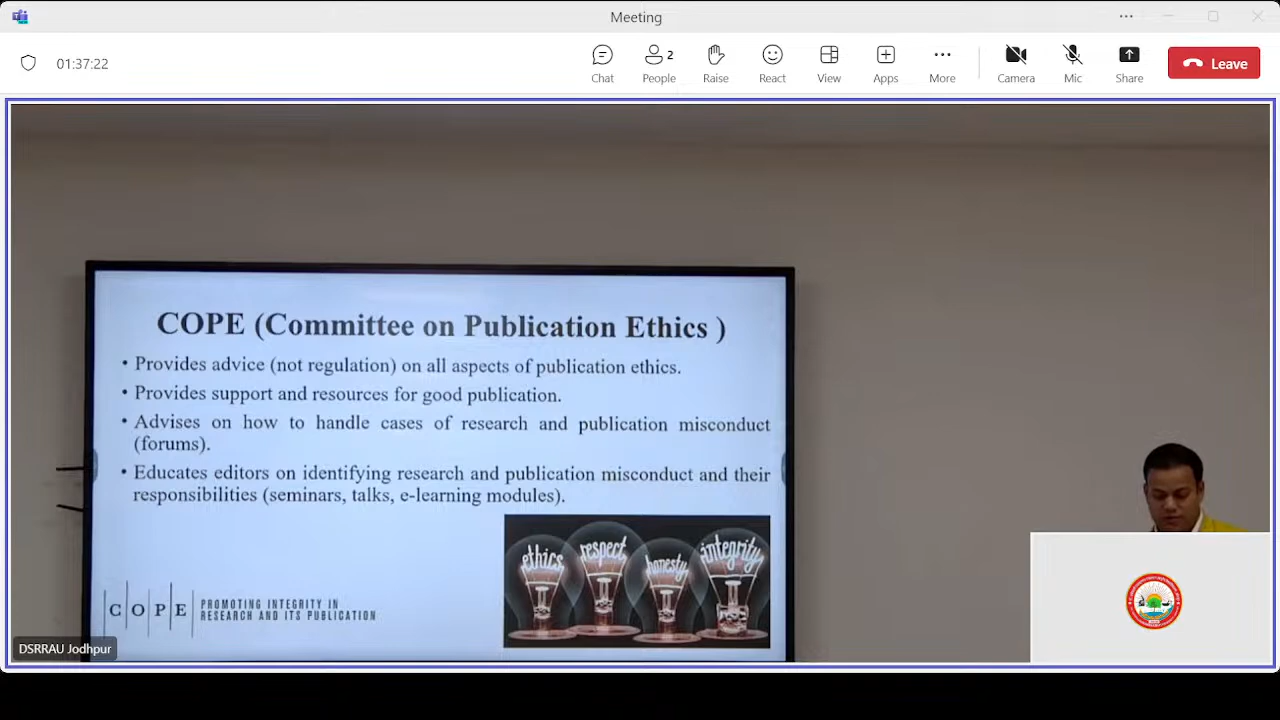 Meeting
01:37:22
Chat
People
2
Raise
React
View
Apps
More
Camera
Mic
Share
Leave
COPE (Committee on Publication Ethics )
• Provides advice (not regulation) on all aspects of publication ethics.
• Provides support and resources for good publication.
• Advises on how to handle cases of research and publication misconduct
(forums).
• Educates editors on identifying research and publication misconduct and their
responsibilities (seminars, talks, e-learning modules).
ethics
respect
honesty
integrity
C O P E
PROMOTING INTEGRITY IN
RESEARCH AND ITS PUBLICATION
DSRRAU Jodhpur